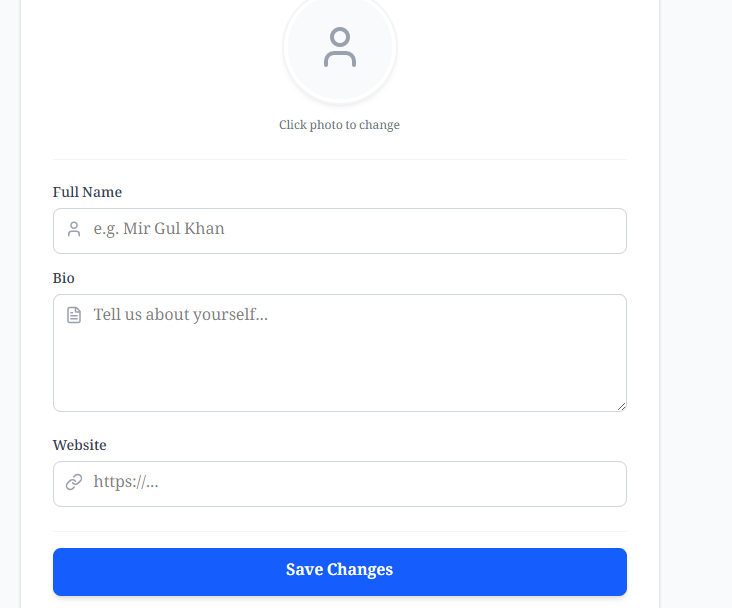 Click photo to change
Full Name
e.g. Mir Gul Khan
Bio
Tell us about yourself...
Website
https://...
Save Changes